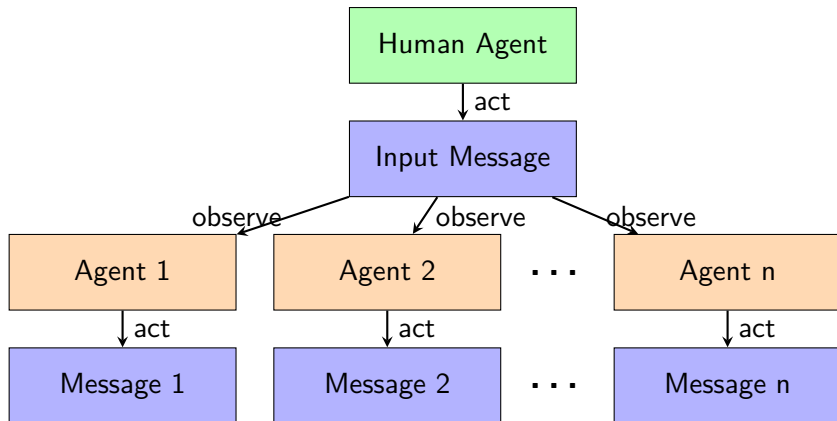 Human Agent
act
Input Message
observe observe observe
Agent 1 Agent 2 ... Agent n
act act act
Message 1 Message 2 ... Message n